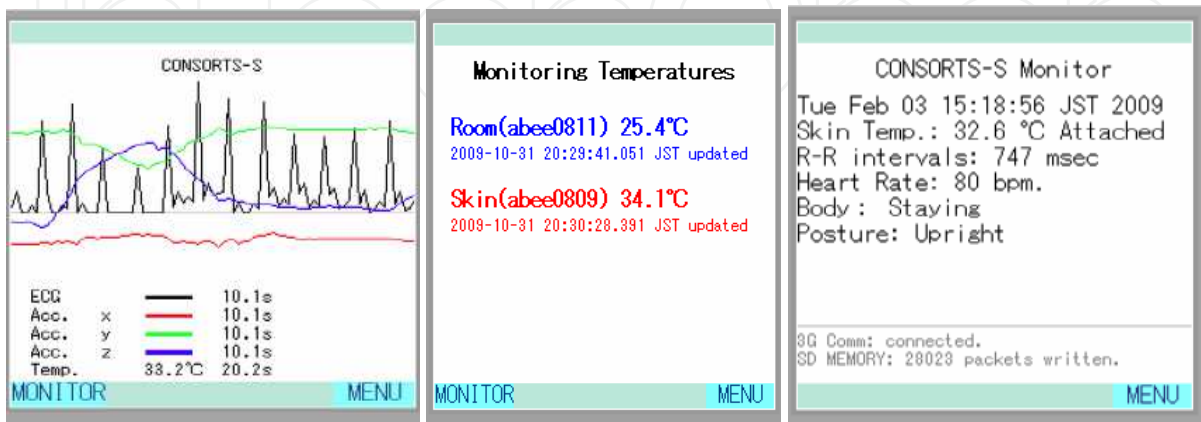 CONSORTS-S
ECG 10.1s
Acc. x 10.1s
Acc. y 10.1s
Acc. z 10.1s
Temp. 33.2℃ 20.2s
MONITOR MENU
Monitoring Temperatures
Room(abee0811) 25.4℃
2009-10-31 20:29:41.051 JST updated
Skin(abee0809) 34.1℃
2009-10-31 20:30:28.391 JST updated
MONITOR MENU
CONSORTS-S Monitor
Tue Feb 03 15:18:56 JST 2009
Skin Temp.: 32.6 ℃ Attached
R-R intervals: 747 msec
Heart Rate: 80 bpm.
Body : Staying
Posture: Upright
3G Comm: connected.
SD MEMORY: 28023 packets written.
MENU